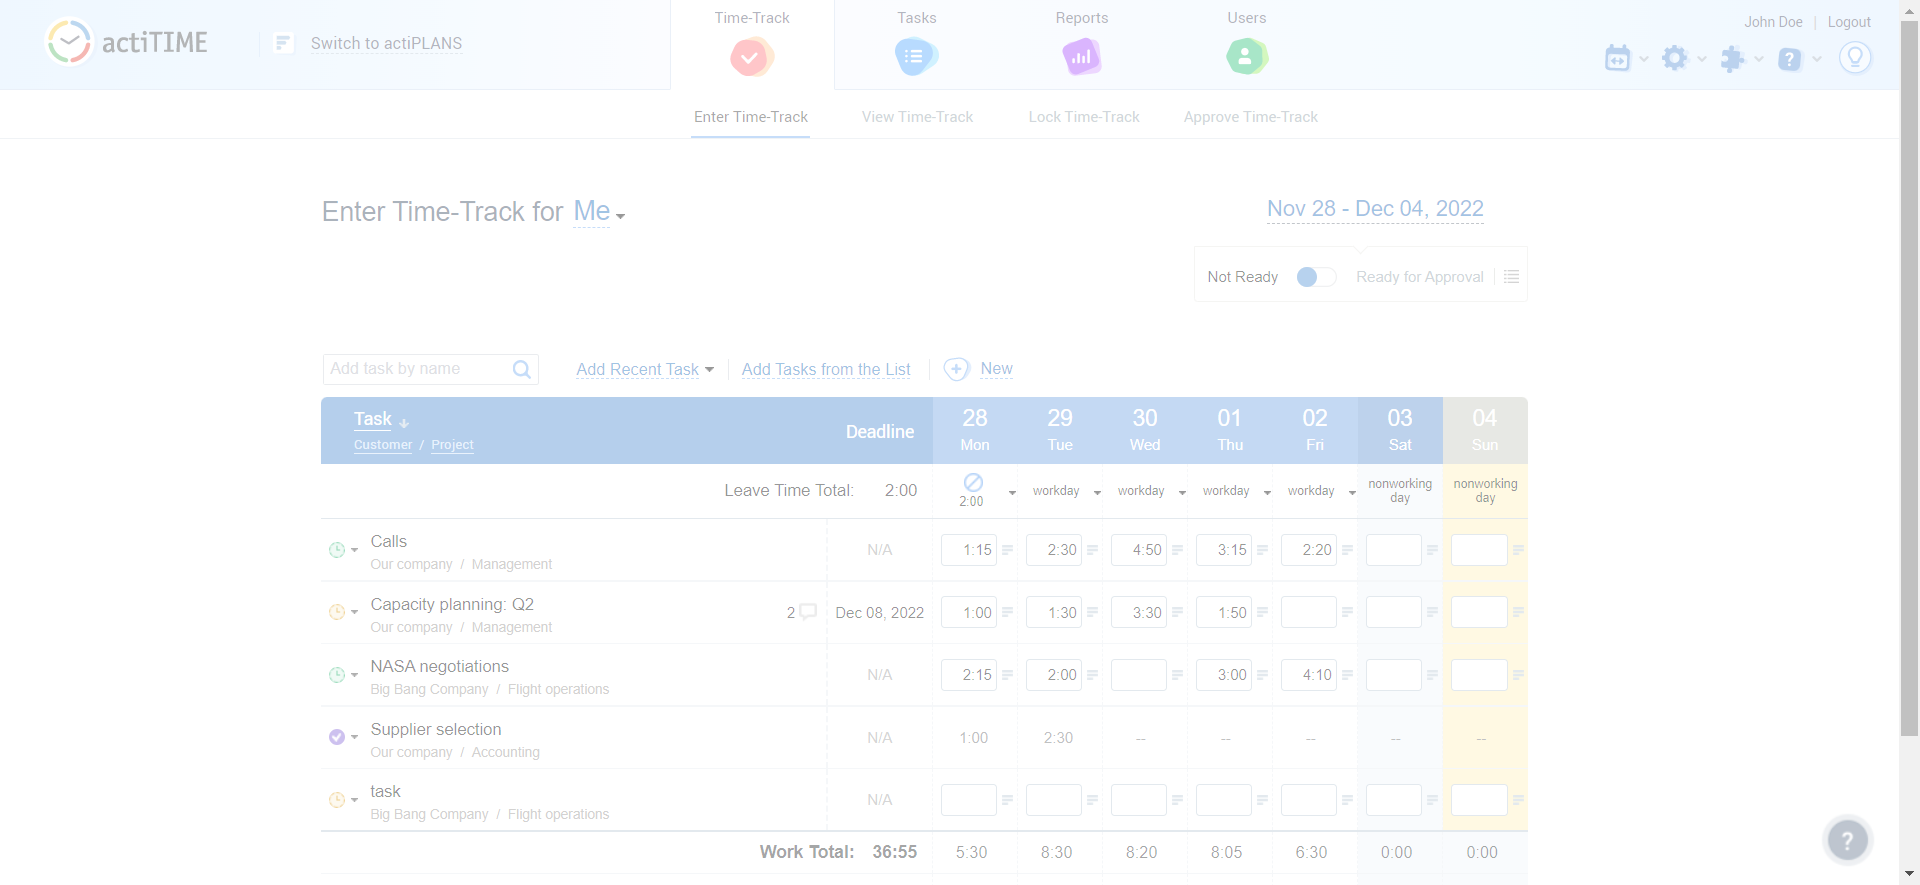 actiTIME
Switch to actiPLANS
Time-Track
Tasks
Reports
Users
John Doe | Logout
Enter Time-Track
View Time-Track
Lock Time-Track
Approve Time-Track
Enter Time-Track for Me
Nov 28 - Dec 04, 2022
Not Ready
Ready for Approval
Add task by name
Add Recent Task
Add Tasks from the List
New
Task
Customer / Project
Deadline
28 Mon
29 Tue
30 Wed
01 Thu
02 Fri
03 Sat
04 Sun
Leave Time Total: 2:00
2:00
workday
workday
workday
workday
nonworking day
nonworking day
Calls
Our company / Management
N/A 1:15 2:30 4:50 3:15 2:20
Capacity planning: Q2
Our company / Management
2 Dec 08, 2022 1:00 1:30 3:30 1:50
NASA negotiations
Big Bang Company / Flight operations
N/A 2:15 2:00 3:00 4:10
Supplier selection
Our company / Accounting
N/A 1:00 2:30 -- -- -- -- --
task
Big Bang Company / Flight operations
N/A
Work Total: 36:55 5:30 8:30 8:20 8:05 6:30 0:00 0:00
?